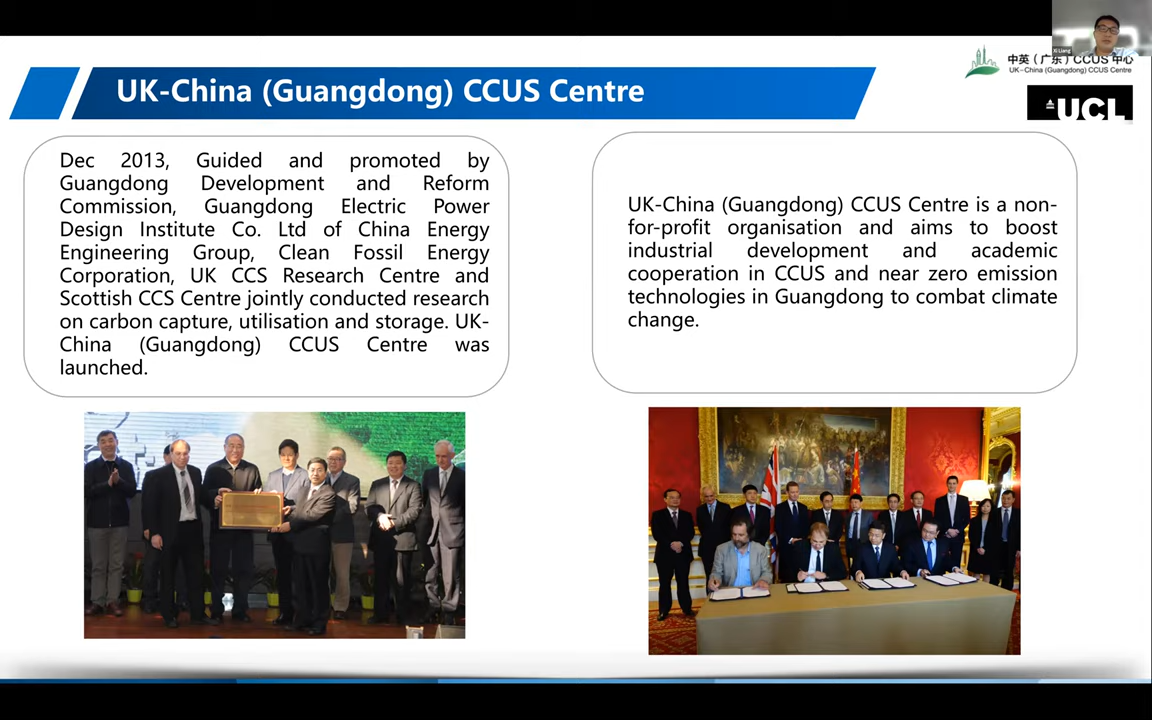 Xi Liang
中英（广东）CCUS 中心
UK-China (Guangdong) CCUS Centre
UCL
UK-China (Guangdong) CCUS Centre
Dec 2013, Guided and promoted by
Guangdong Development and Reform
Commission, Guangdong Electric Power
Design Institute Co. Ltd of China Energy
Engineering Group, Clean Fossil Energy
Corporation, UK CCS Research Centre and
Scottish CCS Centre jointly conducted research
on carbon capture, utilisation and storage. UK-
China (Guangdong) CCUS Centre was
launched.
UK-China (Guangdong) CCUS Centre is a non-
for-profit organisation and aims to boost
industrial development and academic
cooperation in CCUS and near zero emission
technologies in Guangdong to combat climate
change.